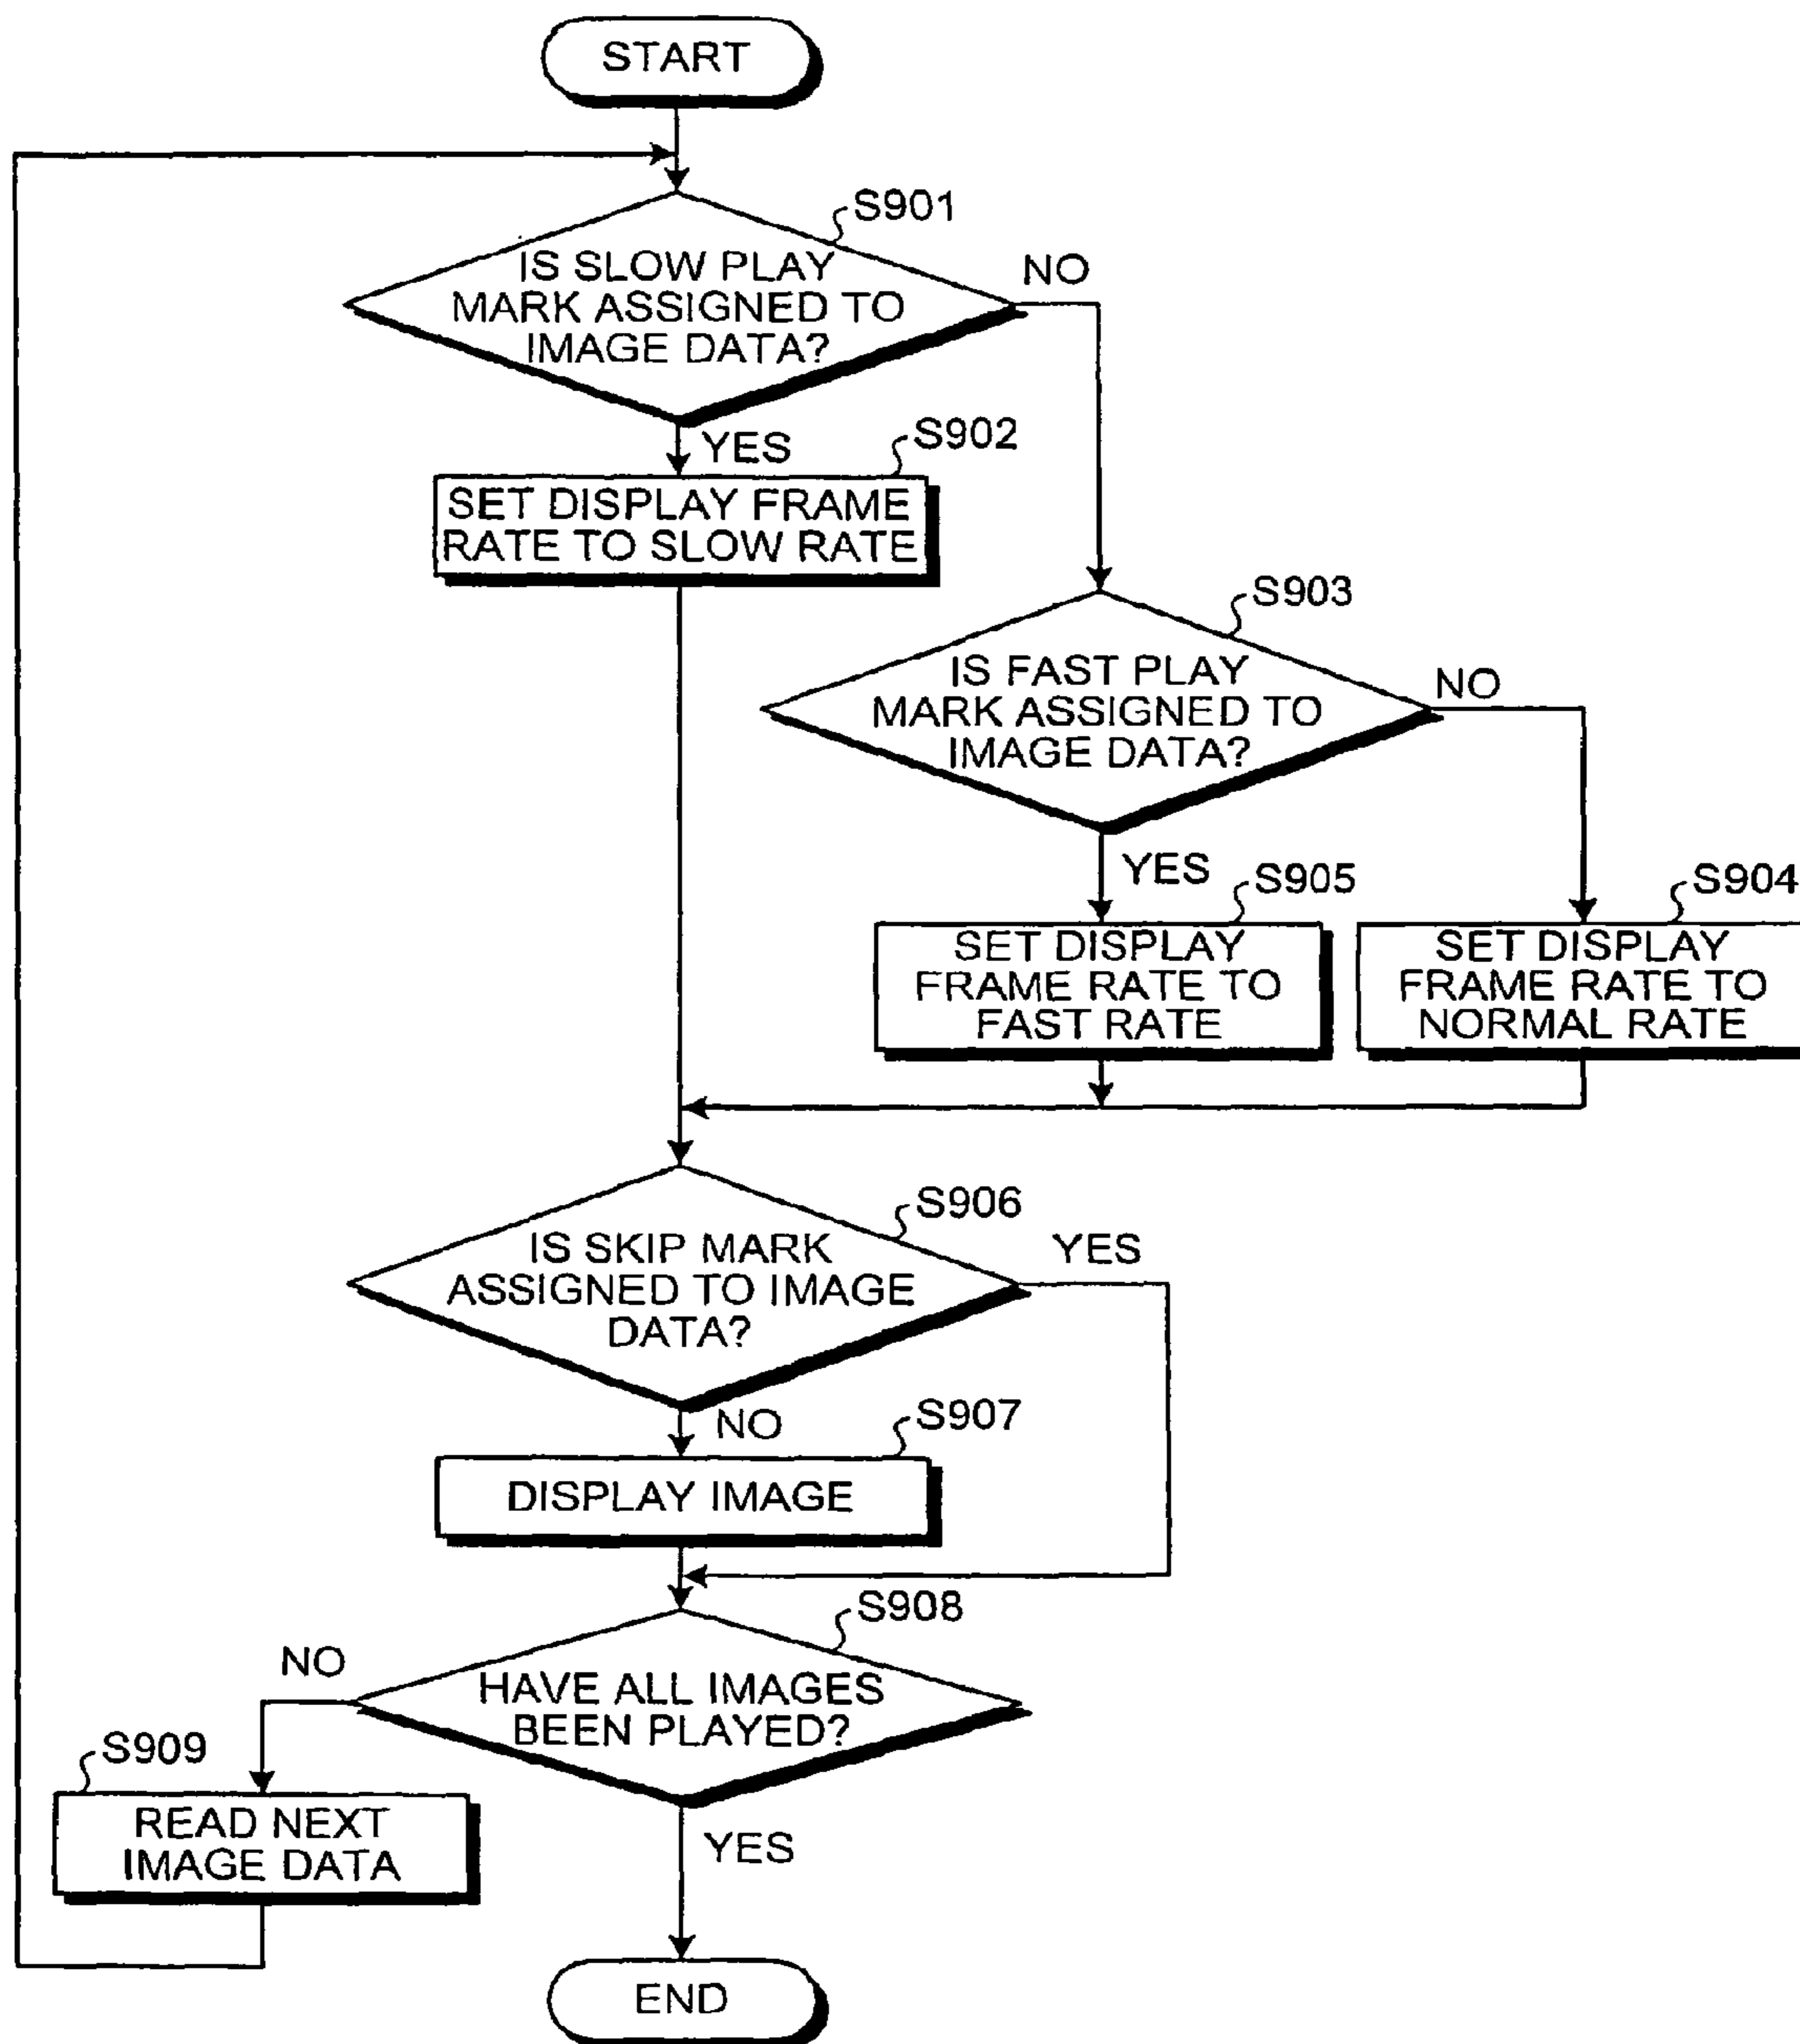 START
S901
IS SLOW PLAY
MARK ASSIGNED TO
IMAGE DATA?
NO
YES
S902
SET DISPLAY FRAME
RATE TO SLOW RATE
S903
IS FAST PLAY
MARK ASSIGNED TO
IMAGE DATA?
NO
YES
S905
SET DISPLAY
FRAME RATE TO
FAST RATE
S904
SET DISPLAY
FRAME RATE TO
NORMAL RATE
S906
IS SKIP MARK
ASSIGNED TO IMAGE
DATA?
YES
NO
S907
DISPLAY IMAGE
S908
HAVE ALL IMAGES
BEEN PLAYED?
NO
S909
READ NEXT
IMAGE DATA
YES
END